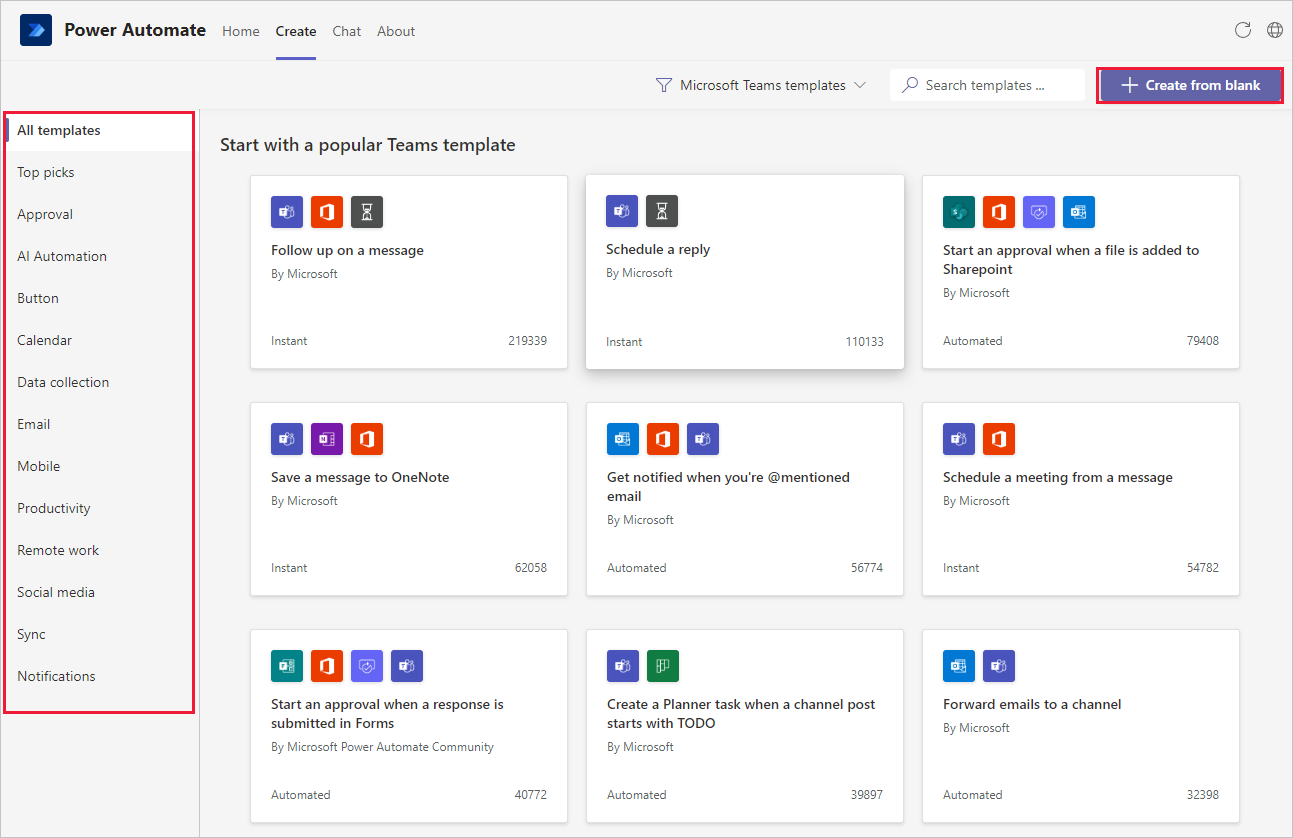 Power Automate Home Create Chat About
Microsoft Teams templates Search templates ... Create from blank
All templates
Top picks
Approval
AI Automation
Button
Calendar
Data collection
Email
Mobile
Productivity
Remote work
Social media
Sync
Notifications
Start with a popular Teams template
Follow up on a message
By Microsoft
Instant 219339
Schedule a reply
By Microsoft
Instant 110133
Start an approval when a file is added to
Sharepoint
By Microsoft
Automated 79408
Save a message to OneNote
By Microsoft
Instant 62058
Get notified when you're @mentioned
email
By Microsoft
Automated 56774
Schedule a meeting from a message
By Microsoft
Instant 54782
Start an approval when a response is
submitted in Forms
By Microsoft Power Automate Community
Automated 40772
Create a Planner task when a channel post
starts with TODO
By Microsoft
Automated 39897
Forward emails to a channel
By Microsoft
Automated 32398